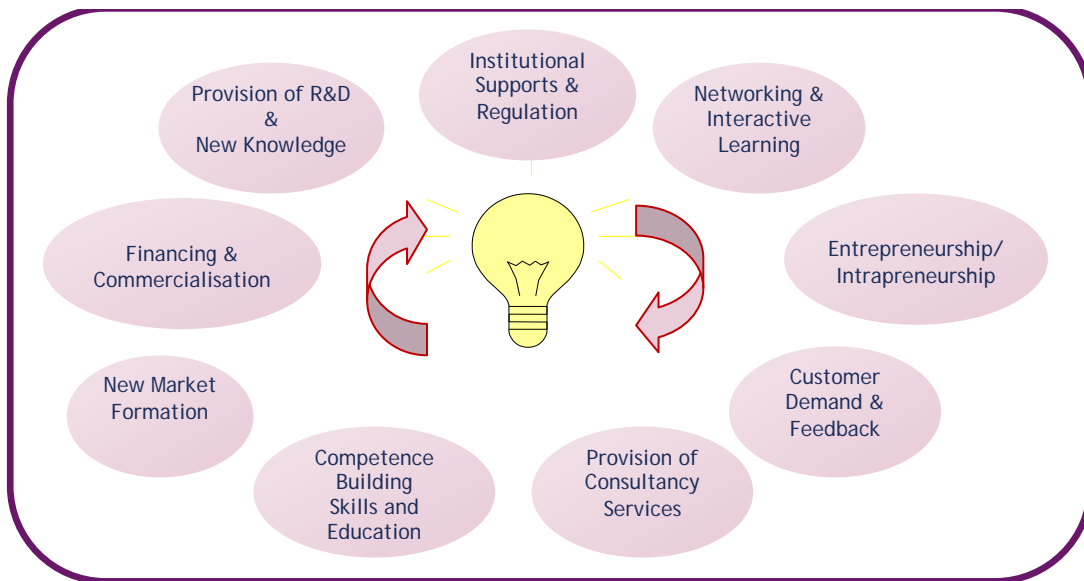 Institutional
Supports &
Regulation
Provision of R&D
&
New Knowledge
Networking &
Interactive
Learning
Financing &
Commercialisation
Entrepreneurship/
Intrapreneurship
New Market
Formation
Customer
Demand &
Feedback
Competence
Building
Skills and
Education
Provision of
Consultancy
Services